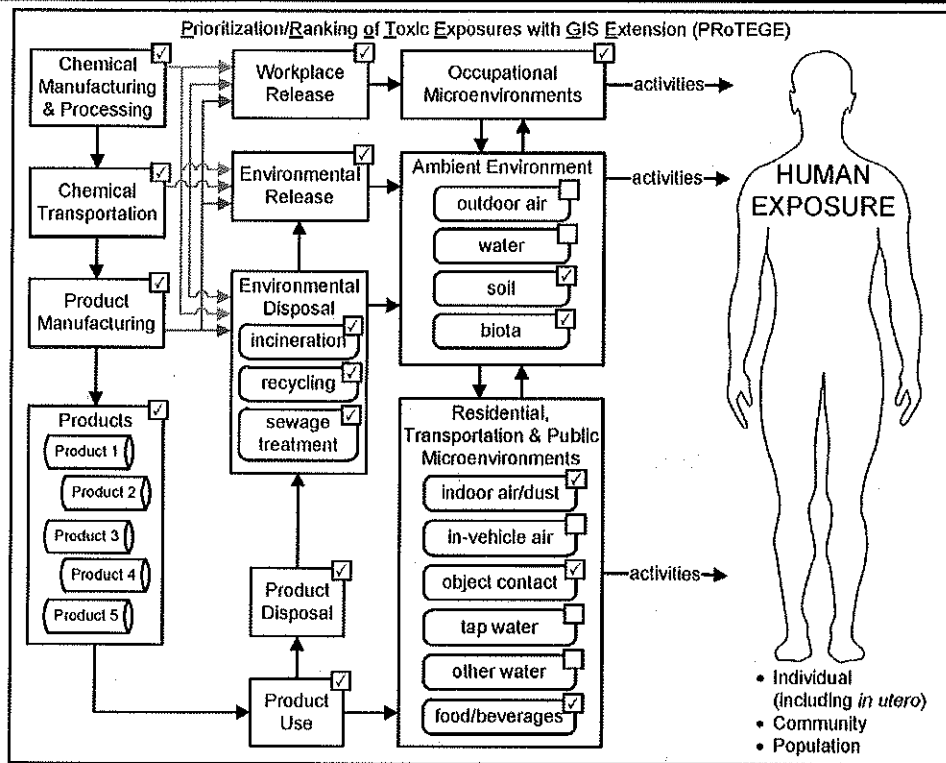 Prioritization/Ranking of Toxic Exposures with GIS Extension (PRoTEGE)
Chemical
Manufacturing
& Processing
Workplace
Release
Occupational
Microenvironments
activities
Chemical
Transportation
Environmental
Release
Ambient Environment
outdoor air
water
soil
biota
activities
HUMAN
EXPOSURE
Product
Manufacturing
Environmental
Disposal
incineration
recycling
sewage
treatment
Products
Product 1
Product 2
Product 3
Product 4
Product 5
Residential,
Transportation & Public
Microenvironments
indoor air/dust
in-vehicle air
object contact
tap water
other water
food/beverages
activities
Product
Disposal
Product
Use
• Individual
(including in utero)
• Community
• Population